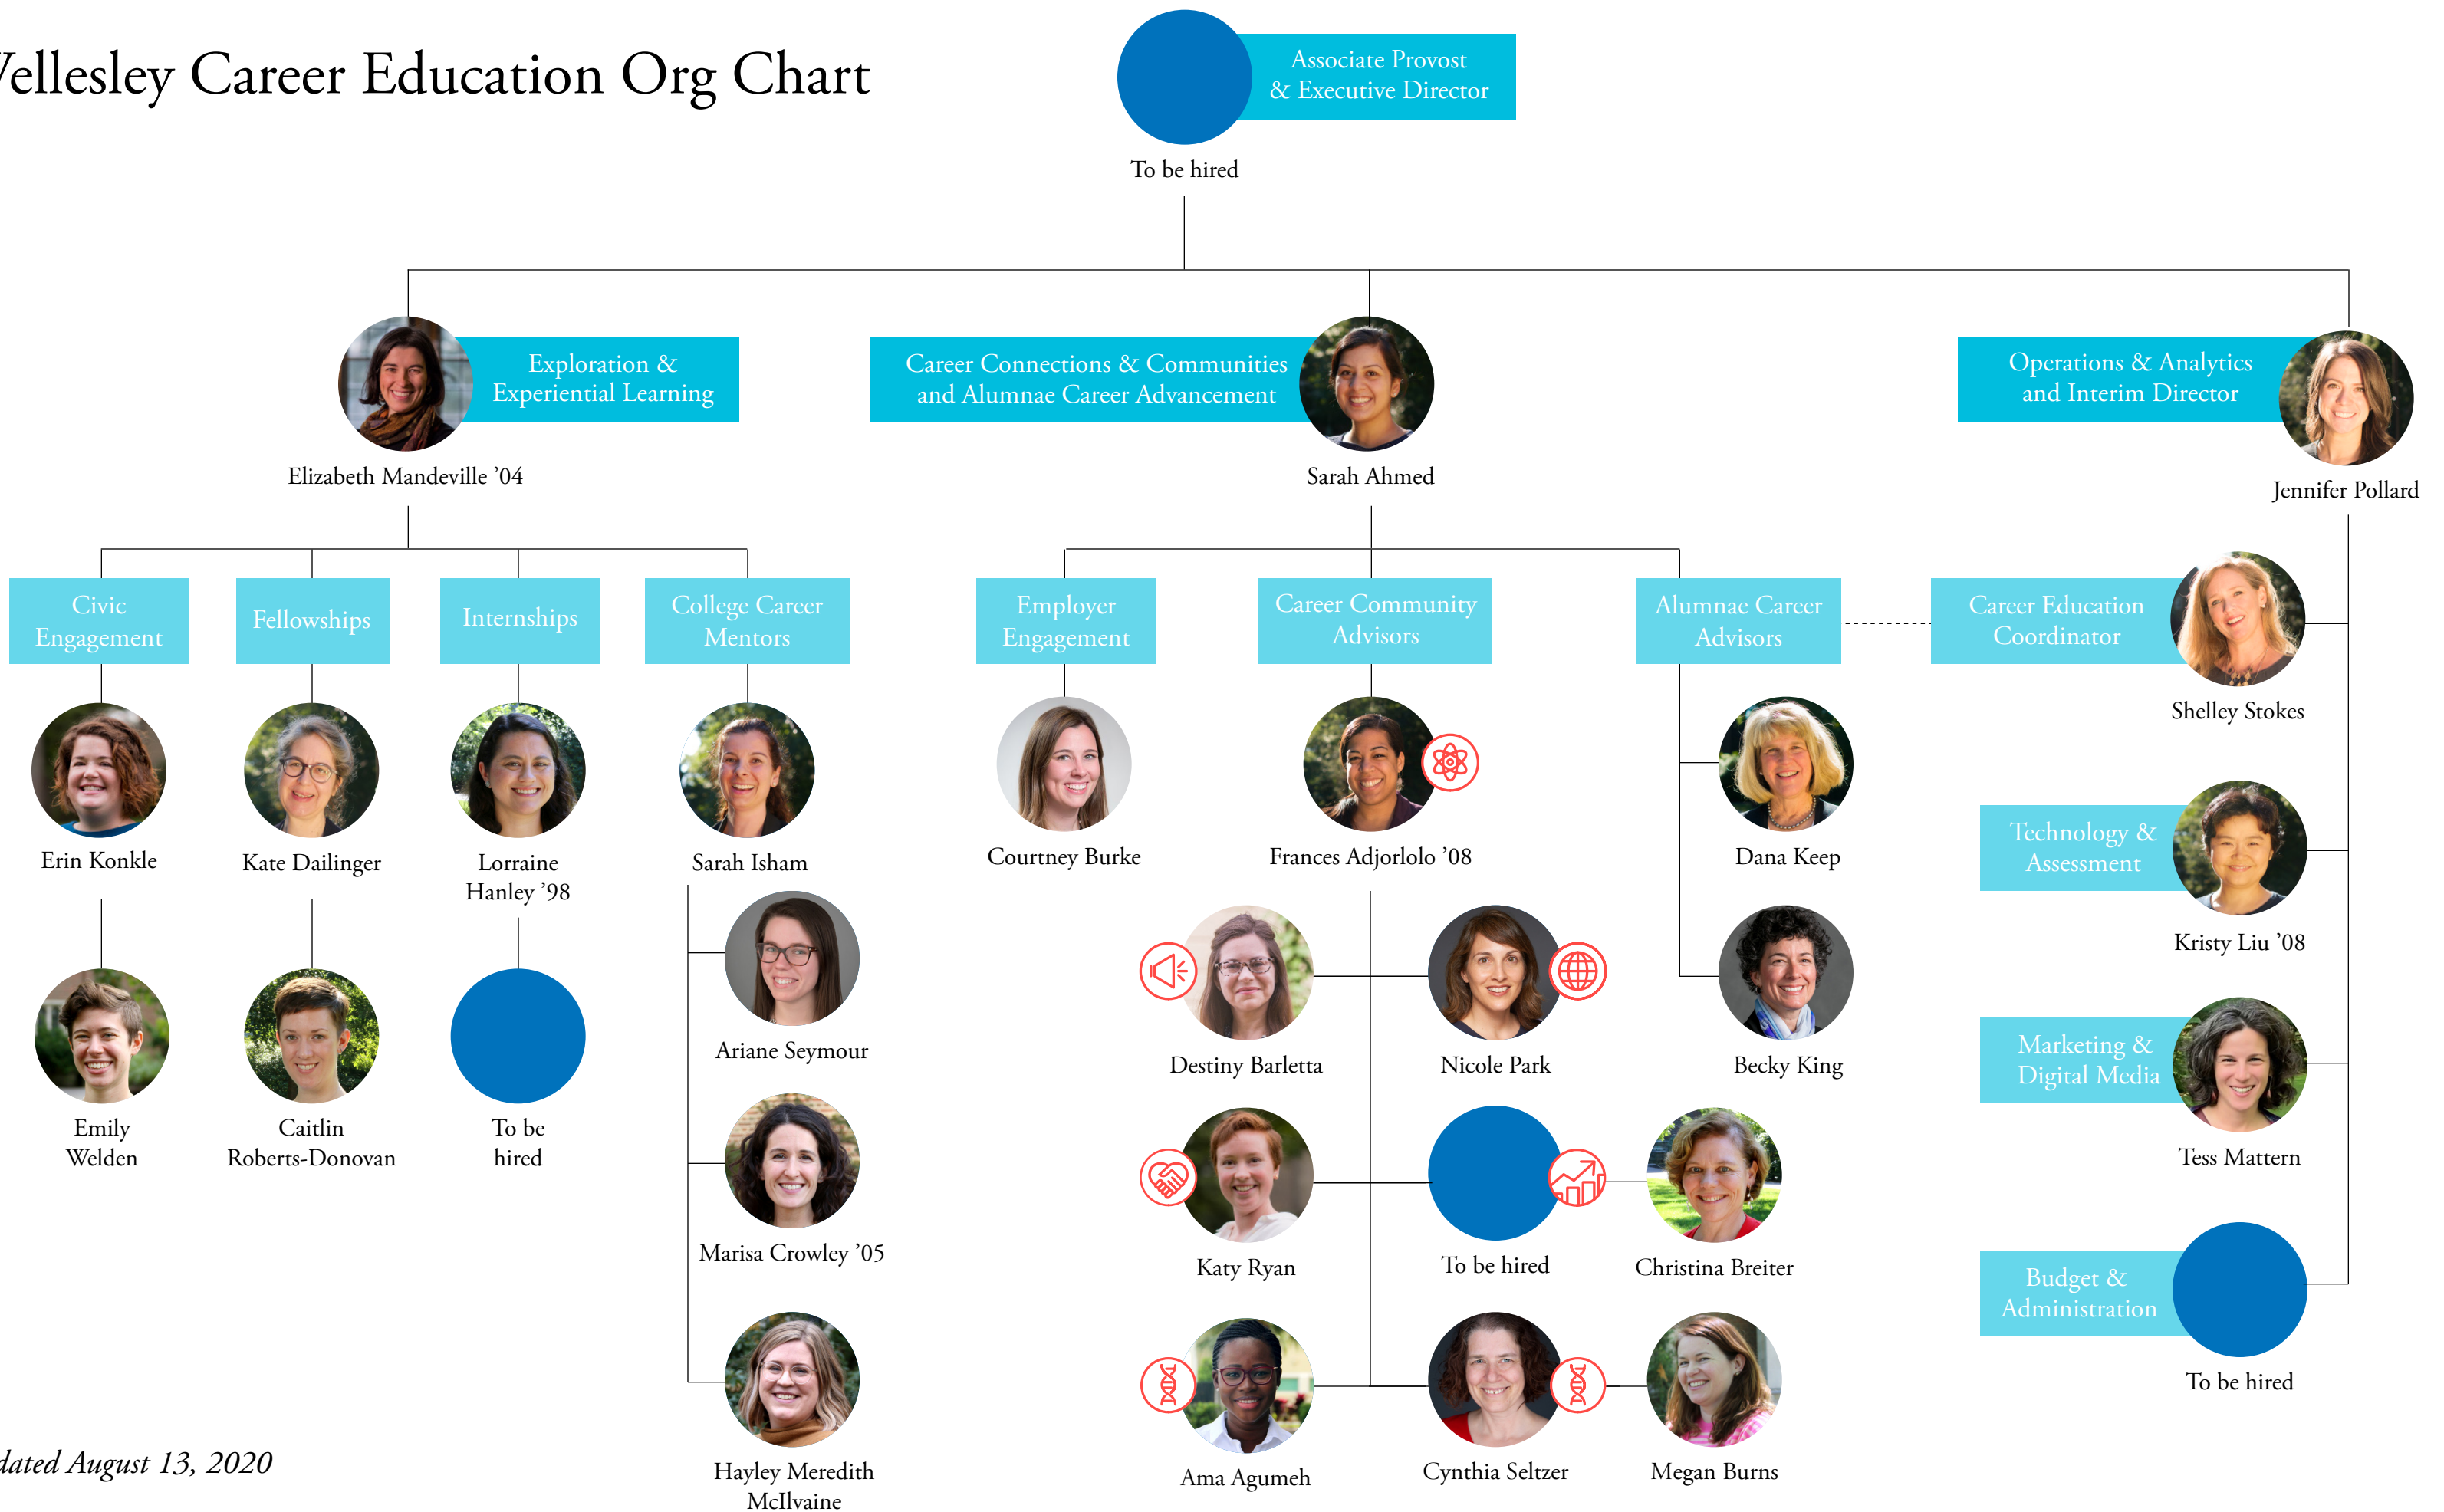 Vellesley Career Education Org Chart
Associate Provost
& Executive Director
To be hired
Exploration &
Experiential Learning
Elizabeth Mandeville ’04
Career Connections & Communities
and Alumnae Career Advancement
Sarah Ahmed
Operations & Analytics
and Interim Director
Jennifer Pollard
Civic
Engagement
Fellowships
Internships
College Career
Mentors
Employer
Engagement
Career Community
Advisors
Alumnae Career
Advisors
Career Education
Coordinator
Shelley Stokes
Erin Konkle
Kate Dailinger
Lorraine
Hanley ’98
Sarah Isham
Courtney Burke
Frances Adjorlolo ’08
Dana Keep
Technology &
Assessment
Kristy Liu ’08
Emily
Welden
Caitlin
Roberts-Donovan
To be
hired
Ariane Seymour
Destiny Barletta
Nicole Park
Becky King
Marketing &
Digital Media
Tess Mattern
Marisa Crowley ’05
Katy Ryan
To be hired
Christina Breiter
Budget &
Administration
To be hired
Hayley Meredith
McIlvaine
Ama Agumeh
Cynthia Seltzer
Megan Burns
dated August 13, 2020